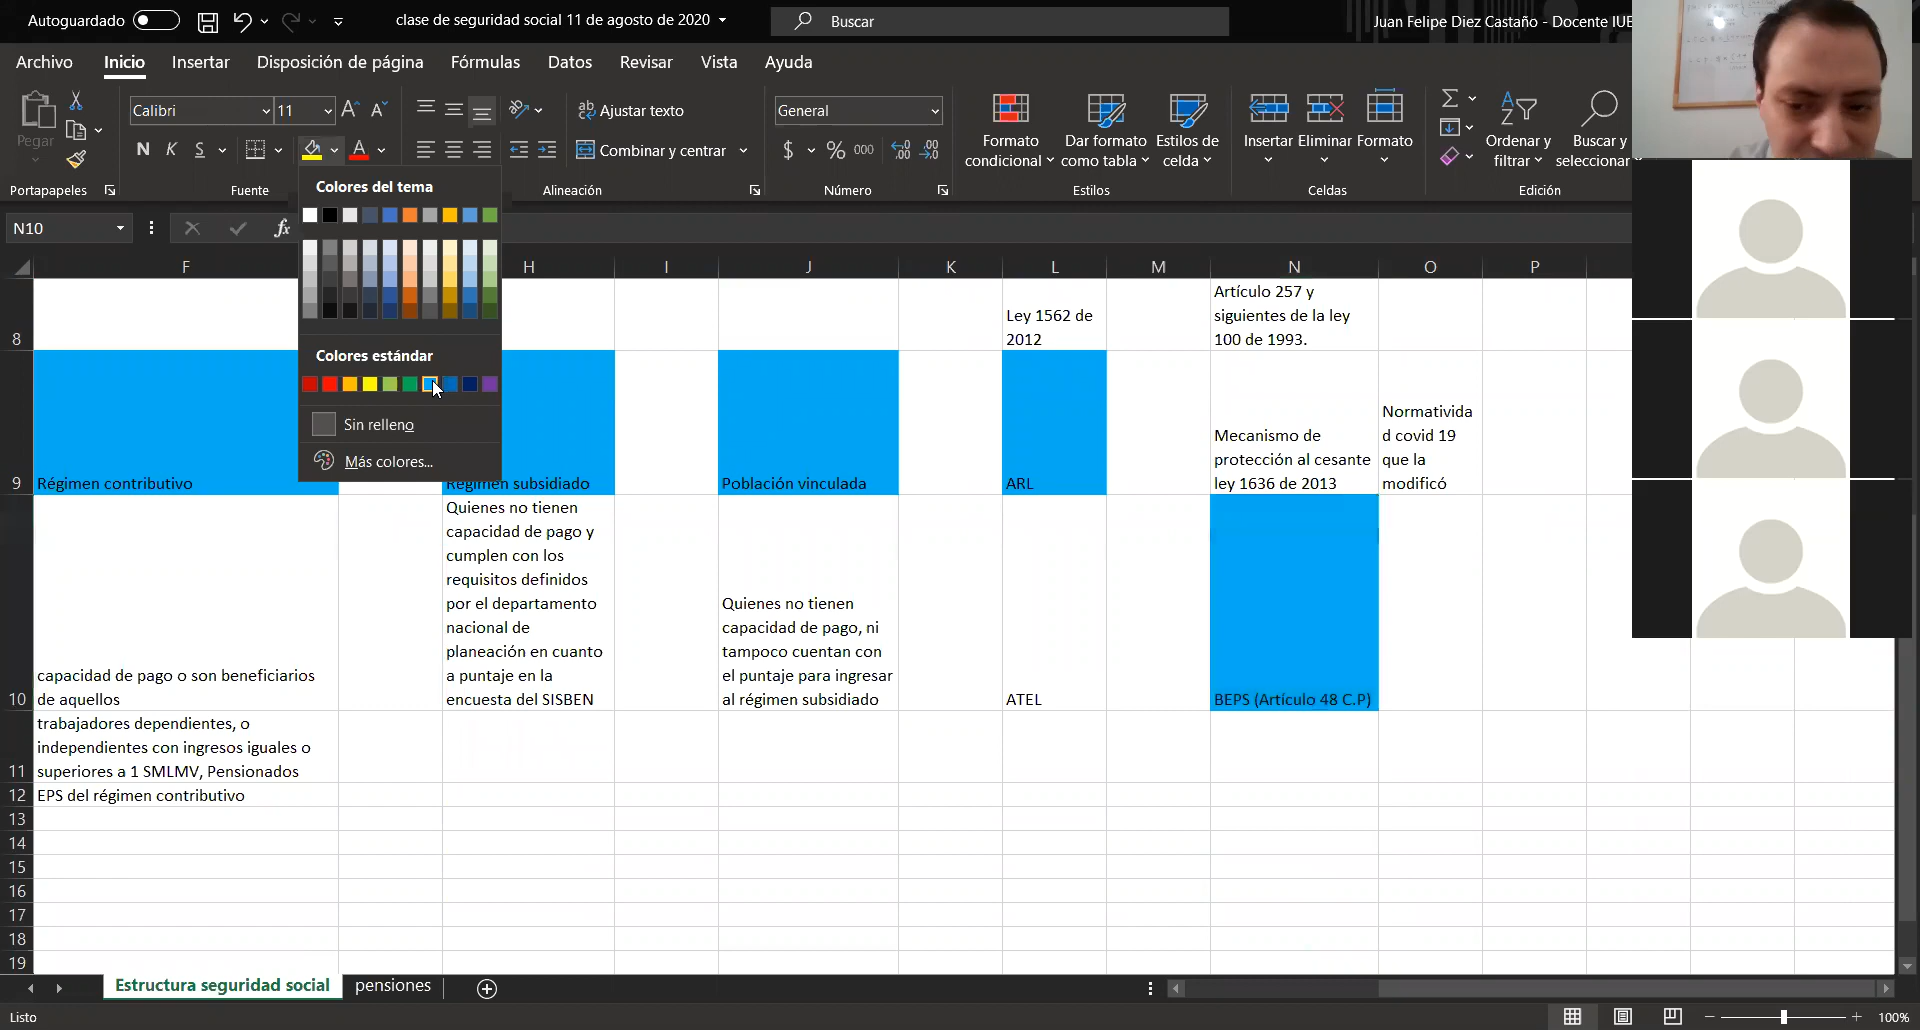 Autoguardado
clase de seguridad social 11 de agosto de 2020
Buscar
Juan Felipe Diez Castaño - Docente IUE
Archivo
Inicio
Insertar
Disposición de página
Fórmulas
Datos
Revisar
Vista
Ayuda
Pegar
Portapapeles
Calibri
11
N K S
Fuente
Ajustar texto
Combinar y centrar
Alineación
General
$ % 000
Número
Formato
condicional
Dar formato
como tabla
Estilos de
celda
Estilos
Insertar
Eliminar
Formato
Celdas
Ordenar y
filtrar
Buscar y
seleccionar
Edición
Colores del tema
Colores estándar
Sin relleno
Más colores...
N10
fx
F H I J K L M N O P
8
Ley 1562 de
2012
Artículo 257 y
siguientes de la ley
100 de 1993.
9
Régimen contributivo
Régimen subsidiado
Población vinculada
ARL
Mecanismo de
protección al cesante
ley 1636 de 2013
Normativida
d covid 19
que la
modificó
10
capacidad de pago o son beneficiarios
de aquellos
Quienes no tienen
capacidad de pago y
cumplen con los
requisitos definidos
por el departamento
nacional de
planeación en cuanto
a puntaje en la
encuesta del SISBEN
Quienes no tienen
capacidad de pago, ni
tampoco cuentan con
el puntaje para ingresar
al régimen subsidiado
ATEL
BEPS (Artículo 48 C.P)
11
trabajadores dependientes, o
independientes con ingresos iguales o
superiores a 1 SMLMV, Pensionados
12
EPS del régimen contributivo
13
14
15
16
17
18
19
Estructura seguridad social
pensiones
Listo
100%